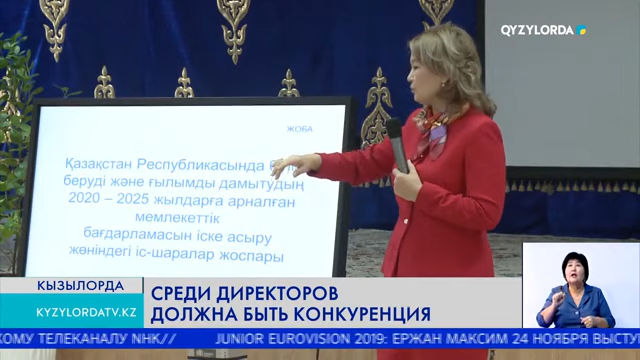 QYZYLORDA
ЖОБА
Қазақстан Республикасында
беруді және ғылымды дамытудың
2020 – 2025 жылдарға арналған
мемлекеттік
бағдарламасын іске асыру
жөніндегі іс-шаралар жоспары
КЫЗЫЛОРДА
KYZYLORDATV.KZ
СРЕДИ ДИРЕКТОРОВ
ДОЛЖНА БЫТЬ КОНКУРЕНЦИЯ
КОМУ ТЕЛЕКАНАЛУ NHK// JUNIOR EUROVISION 2019: ЕРЖАН МАКСИМ 24 НОЯБРЯ ВЫСТУ